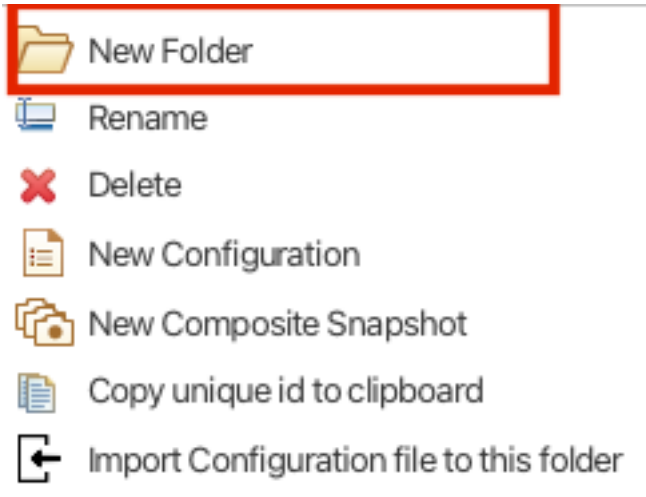 New Folder
Rename
Delete
New Configuration
New Composite Snapshot
Copy unique id to clipboard
Import Configuration file to this folder